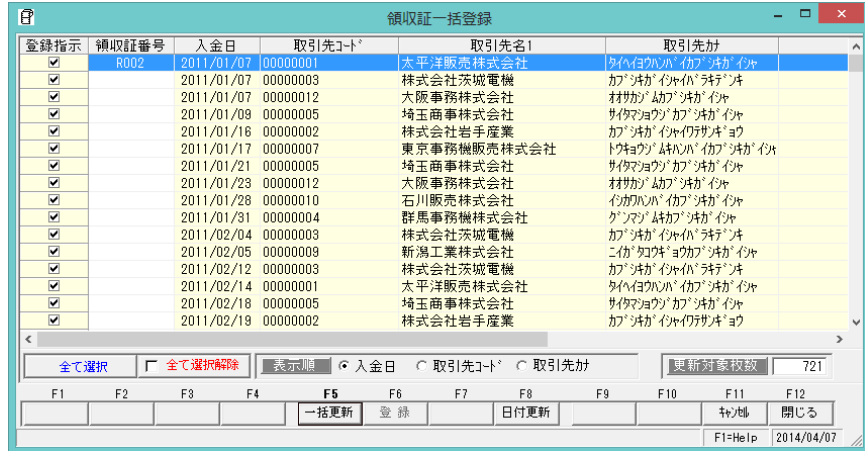 領収証一括登録
登録指示 領収証番号 入金日 取引先ｺｰﾄﾞ 取引先名1 取引先ｶﾅ
R002 2011/01/07 00000001 太平洋販売株式会社 ﾀｲﾍｲﾖｳﾊﾝﾊﾞｲｶﾌﾞｼｷｶﾞｲｼｬ
2011/01/07 00000003 株式会社茨城電機 ｶﾌﾞｼｷｶﾞｲｼｬｲﾊﾞﾗｷﾃﾞﾝｷ
2011/01/07 00000012 大阪事務株式会社 ｵｵｻｶｼﾞﾑｶﾌﾞｼｷｶﾞｲｼｬ
2011/01/09 00000005 埼玉商事株式会社 ｻｲﾀﾏｼｮｳｼﾞｶﾌﾞｼｷｶﾞｲｼｬ
2011/01/16 00000002 株式会社岩手産業 ｶﾌﾞｼｷｶﾞｲｼｬｲﾜﾃｻﾝｷﾞｮｳ
2011/01/17 00000007 東京事務機販売株式会社 ﾄｳｷｮｳｼﾞﾑｷﾊﾝﾊﾞｲｶﾌﾞｼｷｶﾞｲｼｬ
2011/01/21 00000005 埼玉商事株式会社 ｻｲﾀﾏｼｮｳｼﾞｶﾌﾞｼｷｶﾞｲｼｬ
2011/01/23 00000012 大阪事務株式会社 ｵｵｻｶｼﾞﾑｶﾌﾞｼｷｶﾞｲｼｬ
2011/01/28 00000010 石川販売株式会社 ｲｼｶﾜﾊﾝﾊﾞｲｶﾌﾞｼｷｶﾞｲｼｬ
2011/01/31 00000004 群馬事務機株式会社 ｸﾞﾝﾏｼﾞﾑｷｶﾌﾞｼｷｶﾞｲｼｬ
2011/02/04 00000003 株式会社茨城電機 ｶﾌﾞｼｷｶﾞｲｼｬｲﾊﾞﾗｷﾃﾞﾝｷ
2011/02/05 00000009 新潟工業株式会社 ﾆｲｶﾞﾀｺｳｷﾞｮｳｶﾌﾞｼｷｶﾞｲｼｬ
2011/02/12 00000003 株式会社茨城電機 ｶﾌﾞｼｷｶﾞｲｼｬｲﾊﾞﾗｷﾃﾞﾝｷ
2011/02/14 00000001 太平洋販売株式会社 ﾀｲﾍｲﾖｳﾊﾝﾊﾞｲｶﾌﾞｼｷｶﾞｲｼｬ
2011/02/18 00000005 埼玉商事株式会社 ｻｲﾀﾏｼｮｳｼﾞｶﾌﾞｼｷｶﾞｲｼｬ
2011/02/19 00000002 株式会社岩手産業 ｶﾌﾞｼｷｶﾞｲｼｬｲﾜﾃｻﾝｷﾞｮｳ
全て選択 全て選択解除 表示順 入金日 取引先ｺｰﾄﾞ 取引先ｶﾅ 更新対象枚数 721
F1 F2 F3 F4 F5 F6 F7 F8 F9 F10 F11 F12
一括更新 登録 日付更新 ｷｬﾝｾﾙ 閉じる
F1=Help 2014/04/07